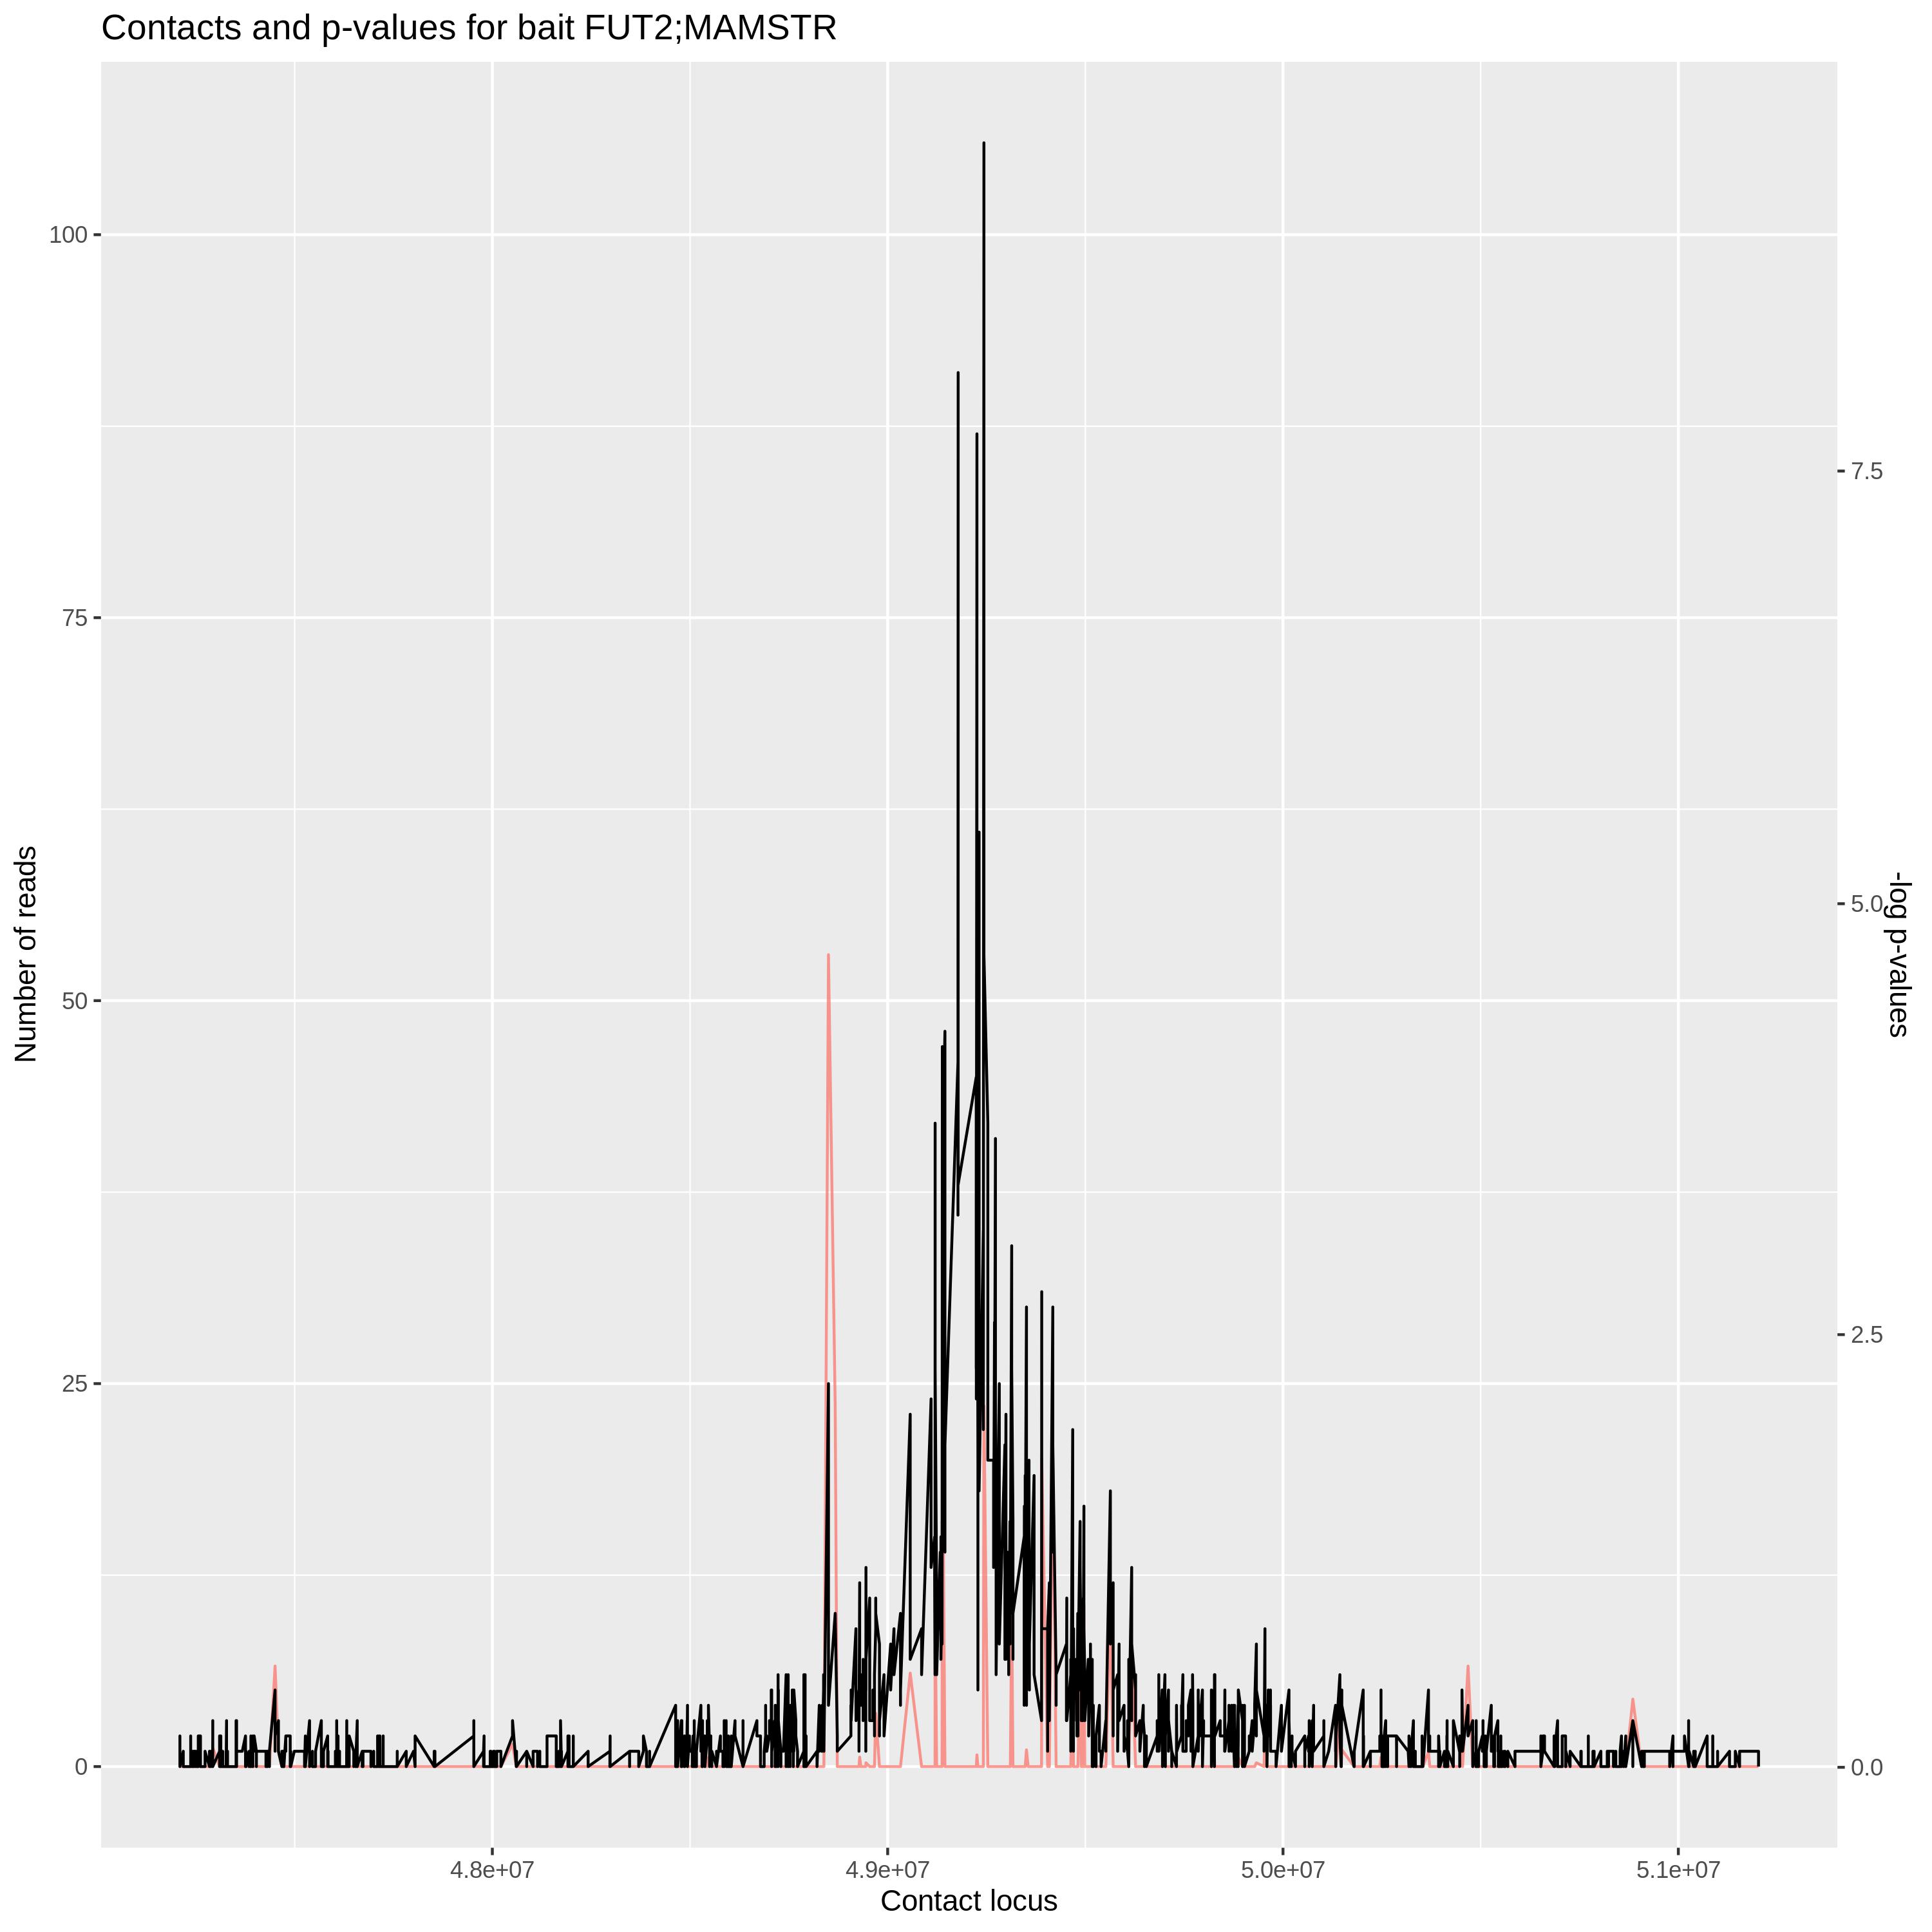 Contacts and p-values for bait FUT2;MAMSTR
100
75
50
25
0
Number of reads
7.5
5.0
2.5
0.0
-log p-values
4.8e+07
4.9e+07
5.0e+07
5.1e+07
Contact locus